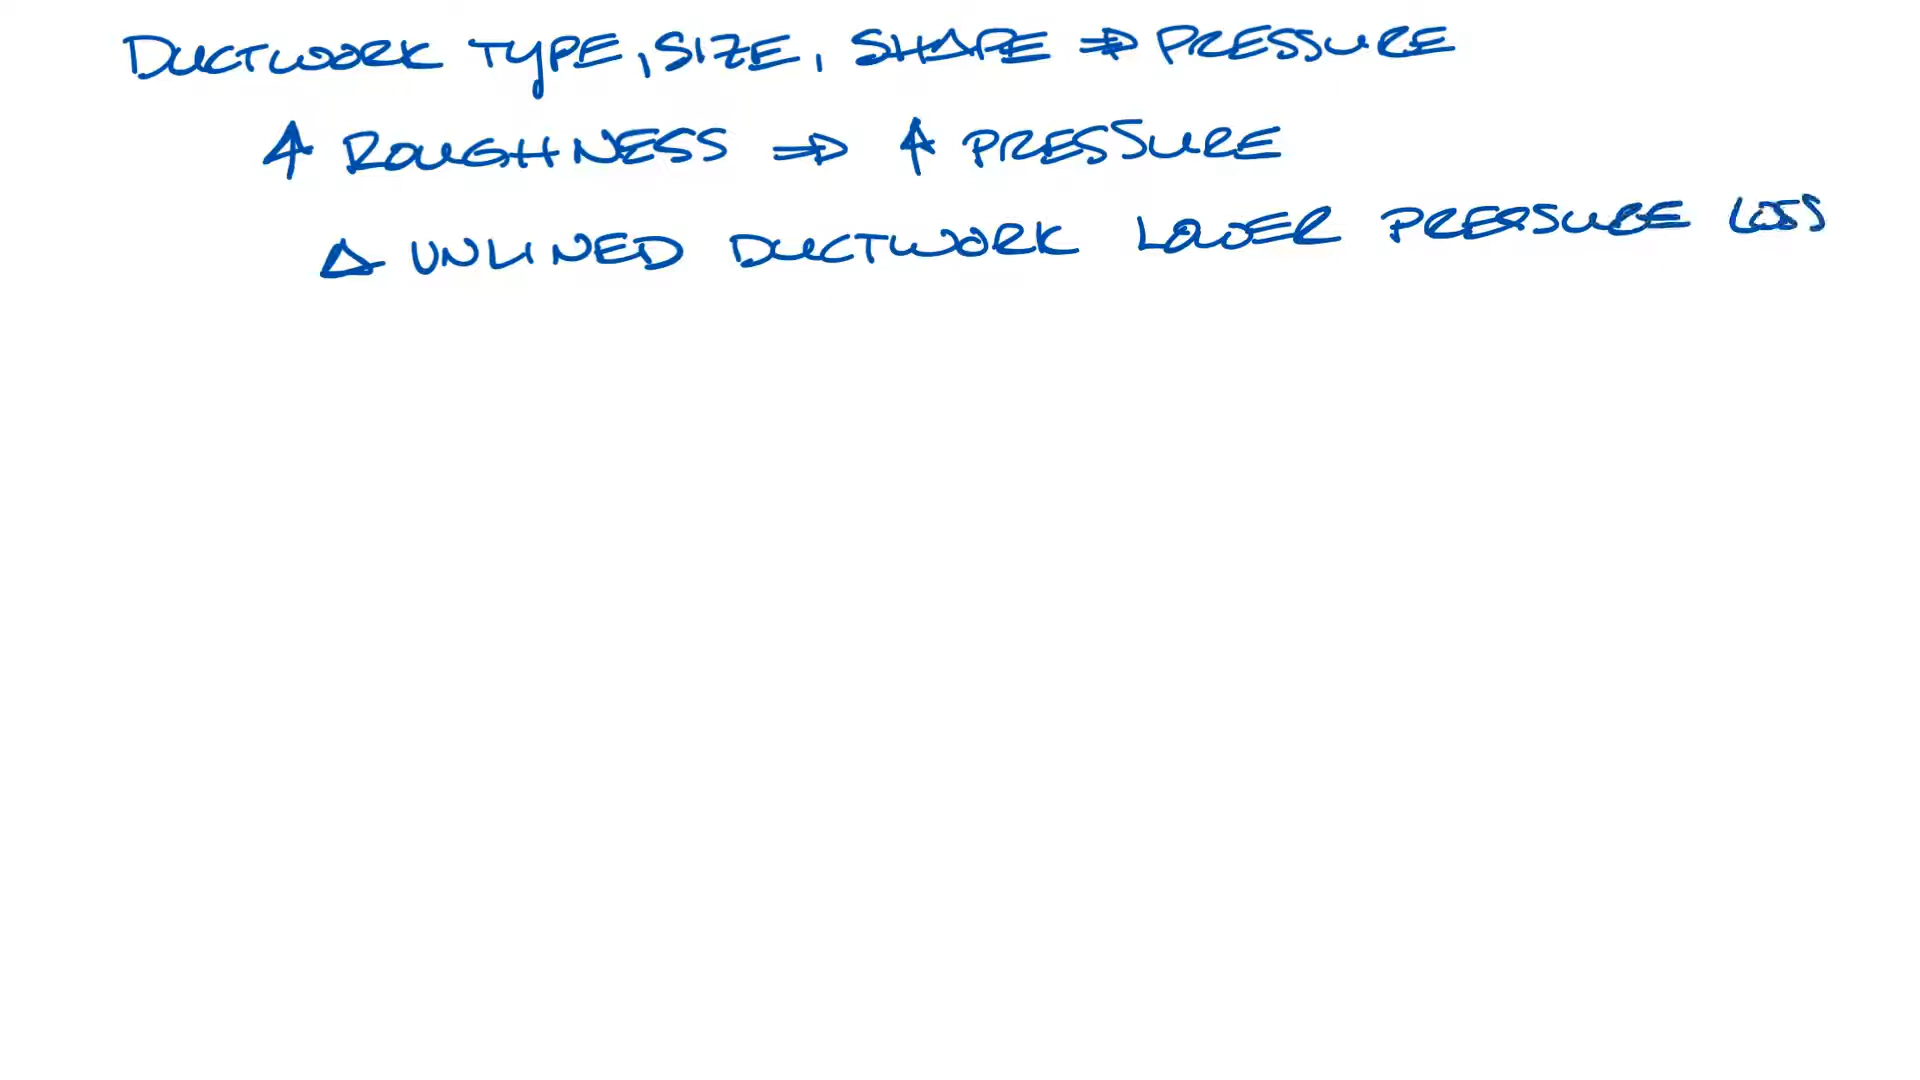 DUCTWORK TYPE, SIZE, SHAPE ⇒ PRESSURE
↑ ROUGHNESS ⇒ ↑ PRESSURE
△ UNLINED DUCTWORK LOWER PRESSURE LOSS